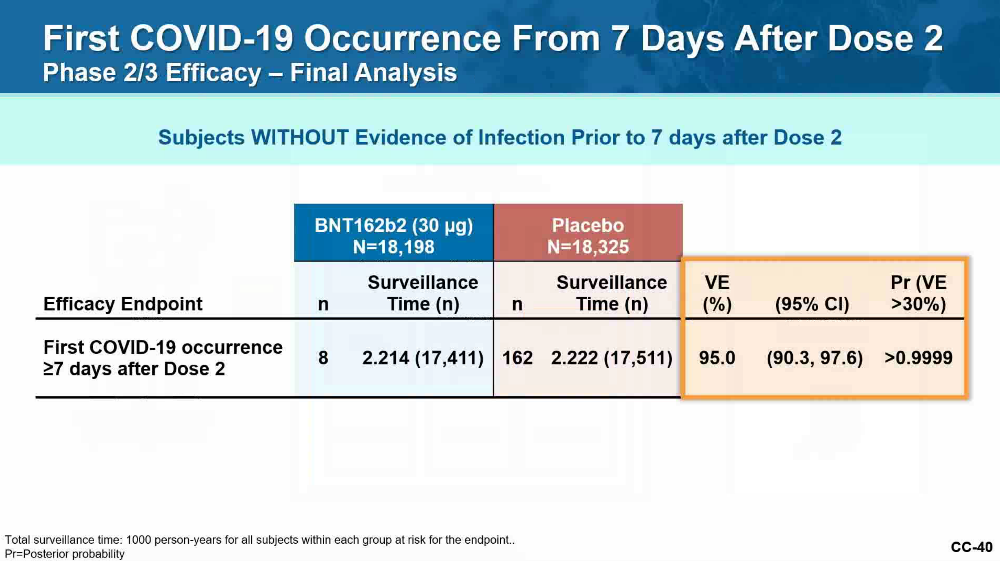 First COVID-19 Occurrence From 7 Days After Dose 2
Phase 2/3 Efficacy – Final Analysis
Subjects WITHOUT Evidence of Infection Prior to 7 days after Dose 2
BNT162b2 (30 µg)
N=18,198
Placebo
N=18,325
Efficacy Endpoint
n
Surveillance
Time (n)
n
Surveillance
Time (n)
VE
(%)
(95% CI)
Pr (VE
>30%)
First COVID-19 occurrence
≥7 days after Dose 2
8
2.214 (17,411)
162
2.222 (17,511)
95.0
(90.3, 97.6)
>0.9999
Total surveillance time: 1000 person-years for all subjects within each group at risk for the endpoint..
Pr=Posterior probability
CC-40